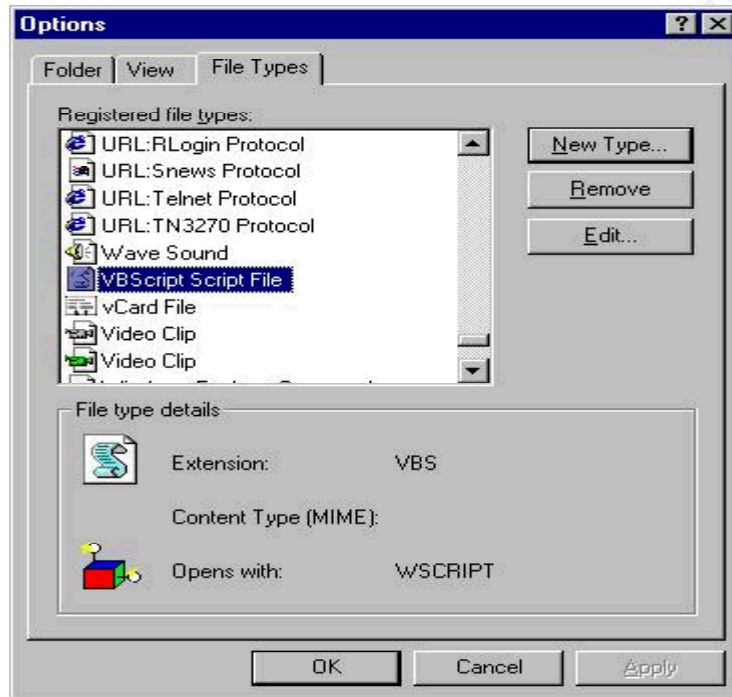 Options
Folder View File Types
Registered file types:
URL:RLogin Protocol
URL:Snews Protocol
URL:Telnet Protocol
URL:TN3270 Protocol
Wave Sound
VBScript Script File
vCard File
Video Clip
Video Clip
New Type...
Remove
Edit...
File type details
Extension: VBS
Content Type (MIME):
Opens with: WSCRIPT
OK Cancel Apply